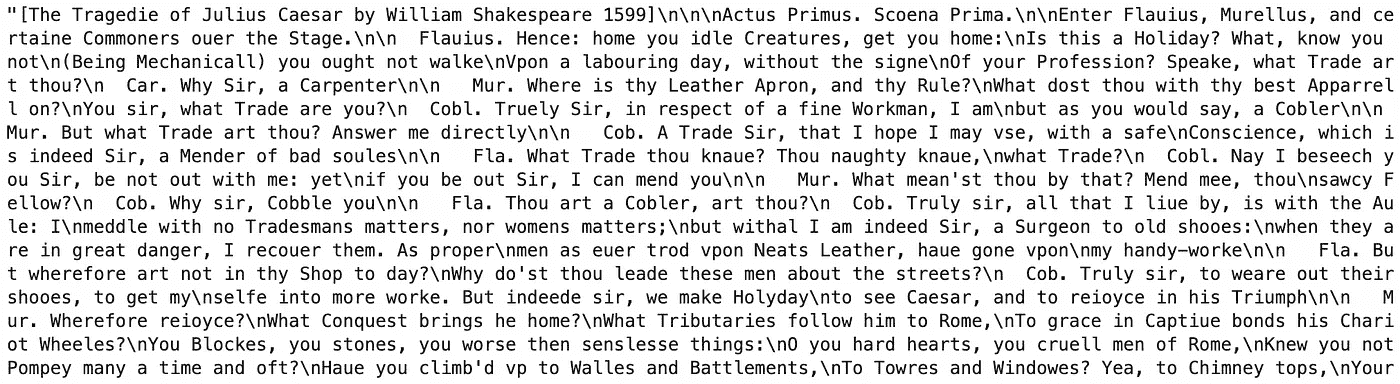 "[The Tragedie of Julius Caesar by William Shakespeare 1599]\n\n\nActus Primus. Scoena Prima.\n\nEnter Flauius, Murellus, and ce
rtaine Commoners ouer the Stage.\n\n  Flauius. Hence: home you idle Creatures, get you home:\nIs this a Holiday? What, know you 
not\n(Being Mechanicall) you ought not walke\nVpon a labouring day, without the signe\nOf your Profession? Speake, what Trade ar
t thou?\n  Car. Why Sir, a Carpenter\n\n   Mur. Where is thy Leather Apron, and thy Rule?\nWhat dost thou with thy best Apparrel
l on?\nYou sir, what Trade are you?\n  Cobl. Truely Sir, in respect of a fine Workman, I am\nbut as you would say, a Cobler\n\n 
Mur. But what Trade art thou? Answer me directly\n\n   Cob. A Trade Sir, that I hope I may vse, with a safe\nConscience, which i
s indeed Sir, a Mender of bad soules\n\n   Fla. What Trade thou knaue? Thou naughty knaue,\nwhat Trade?\n  Cobl. Nay I beseech y
ou Sir, be not out with me: yet\nif you be out Sir, I can mend you\n\n   Mur. What mean'st thou by that? Mend mee, thou\nsawcy F
ellow?\n  Cob. Why sir, Cobble you\n\n   Fla. Thou art a Cobler, art thou?\n  Cob. Truly sir, all that I liue by, is with the Au
le: I\nmeddle with no Tradesmans matters, nor womens matters;\nbut withal I am indeed Sir, a Surgeon to old shooes:\nwhen they a
re in great danger, I recouer them. As proper\nmen as euer trod vpon Neats Leather, haue gone vpon\nmy handy-worke\n\n   Fla. Bu
t wherefore art not in thy Shop to day?\nWhy do'st thou leade these men about the streets?\n  Cob. Truly sir, to weare out their
shooes, to get my\nselfe into more worke. But indeede sir, we make Holyday\nto see Caesar, and to reioyce in his Triumph\n\n   M
ur. Wherefore reioyce?\nWhat Conquest brings he home?\nWhat Tributaries follow him to Rome,\nTo grace in Captiue bonds his Chari
ot Wheeles?\nYou Blockes, you stones, you worse then senslesse things:\nO you hard hearts, you cruell men of Rome,\nKnew you not
Pompey many a time and oft?\nHaue you climb'd vp to Walles and Battlements,\nTo Towres and Windowes? Yea, to Chimney tops,\nYour